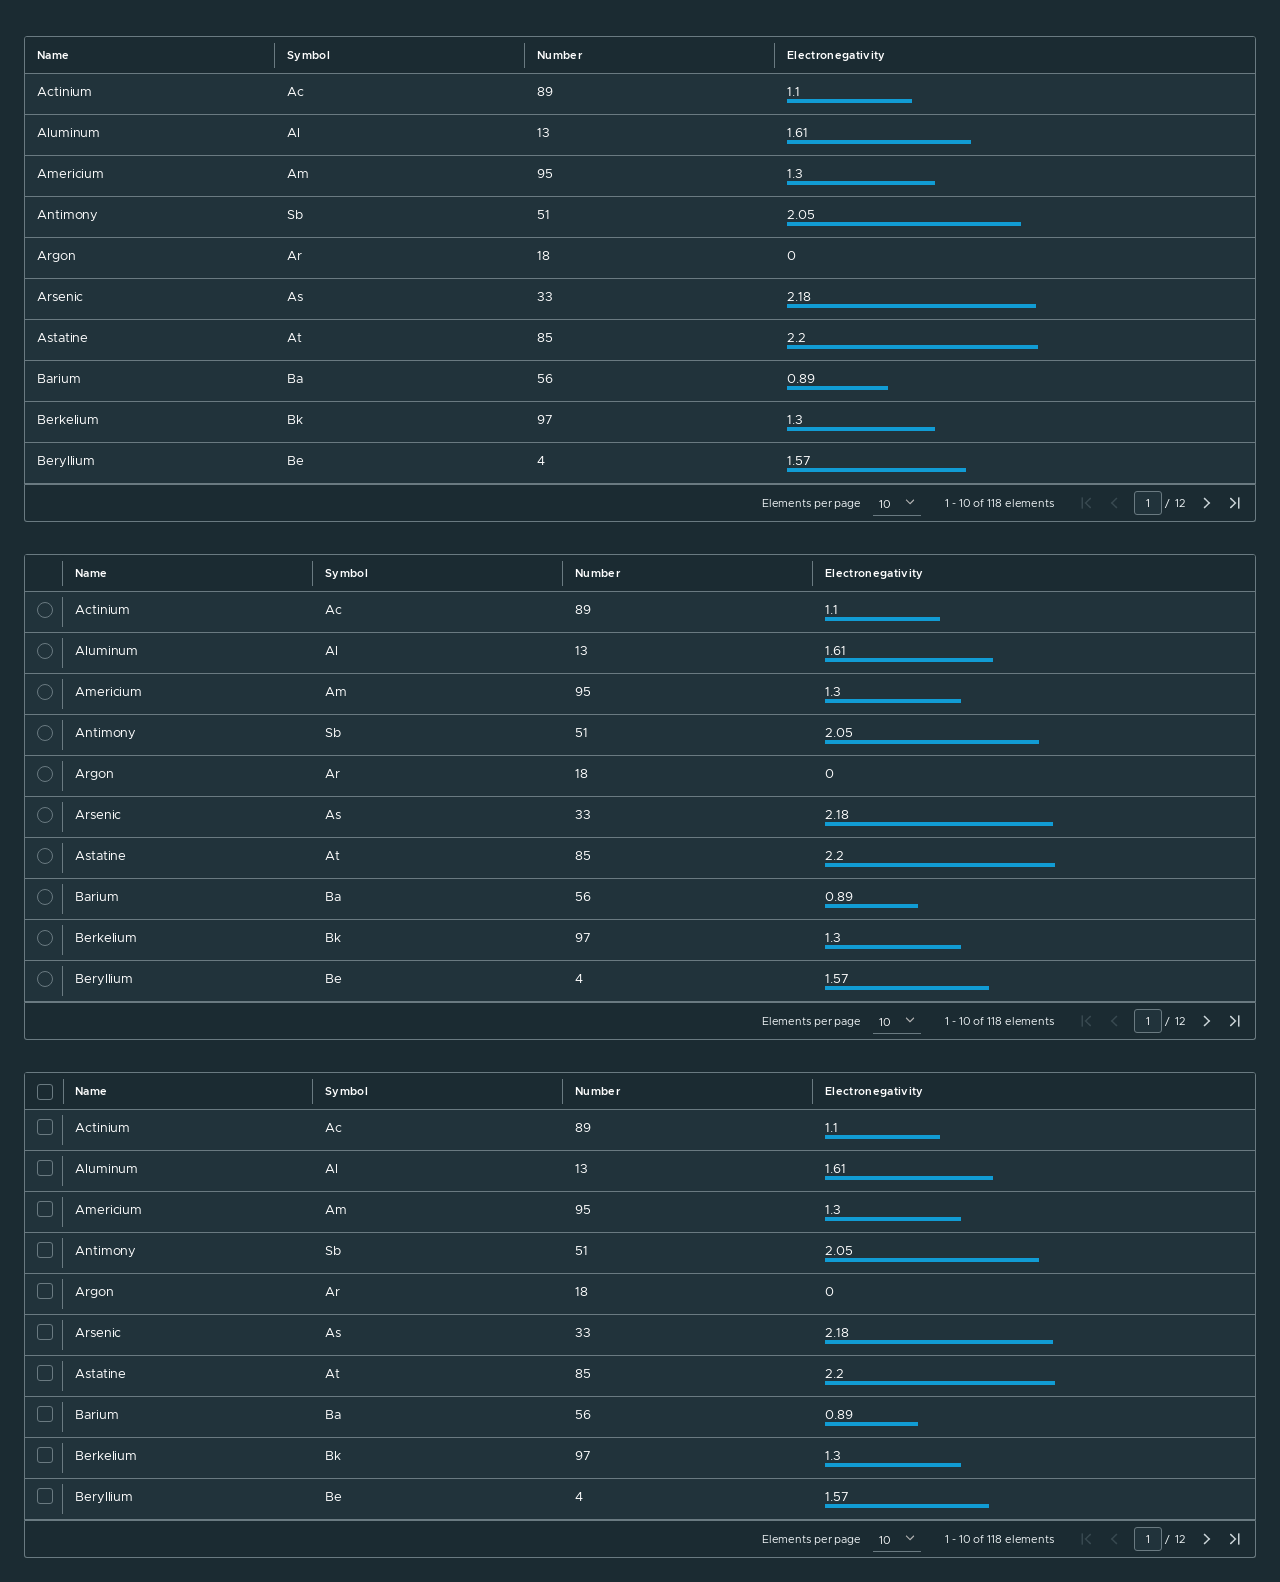 Name Symbol Number Electronegativity
Actinium Ac 89 1.1
Aluminum Al 13 1.61
Americium Am 95 1.3
Antimony Sb 51 2.05
Argon Ar 18 0
Arsenic As 33 2.18
Astatine At 85 2.2
Barium Ba 56 0.89
Berkelium Bk 97 1.3
Beryllium Be 4 1.57
Elements per page 10 1 - 10 of 118 elements 1 / 12
Name Symbol Number Electronegativity
Actinium Ac 89 1.1
Aluminum Al 13 1.61
Americium Am 95 1.3
Antimony Sb 51 2.05
Argon Ar 18 0
Arsenic As 33 2.18
Astatine At 85 2.2
Barium Ba 56 0.89
Berkelium Bk 97 1.3
Beryllium Be 4 1.57
Elements per page 10 1 - 10 of 118 elements 1 / 12
Name Symbol Number Electronegativity
Actinium Ac 89 1.1
Aluminum Al 13 1.61
Americium Am 95 1.3
Antimony Sb 51 2.05
Argon Ar 18 0
Arsenic As 33 2.18
Astatine At 85 2.2
Barium Ba 56 0.89
Berkelium Bk 97 1.3
Beryllium Be 4 1.57
Elements per page 10 1 - 10 of 118 elements 1 / 12